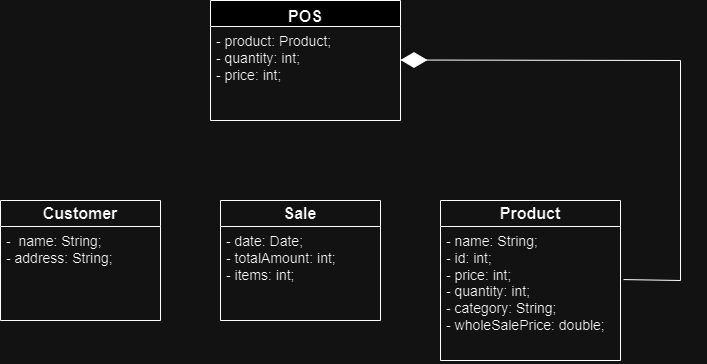 POS
- product: Product;
- quantity: int;
- price: int;
Customer
-  name: String;
- address: String;
Sale
- date: Date;
- totalAmount: int;
- items: int;
Product
- name: String;
- id: int;
- price: int;
- quantity: int;
- category: String;
- wholeSalePrice: double;